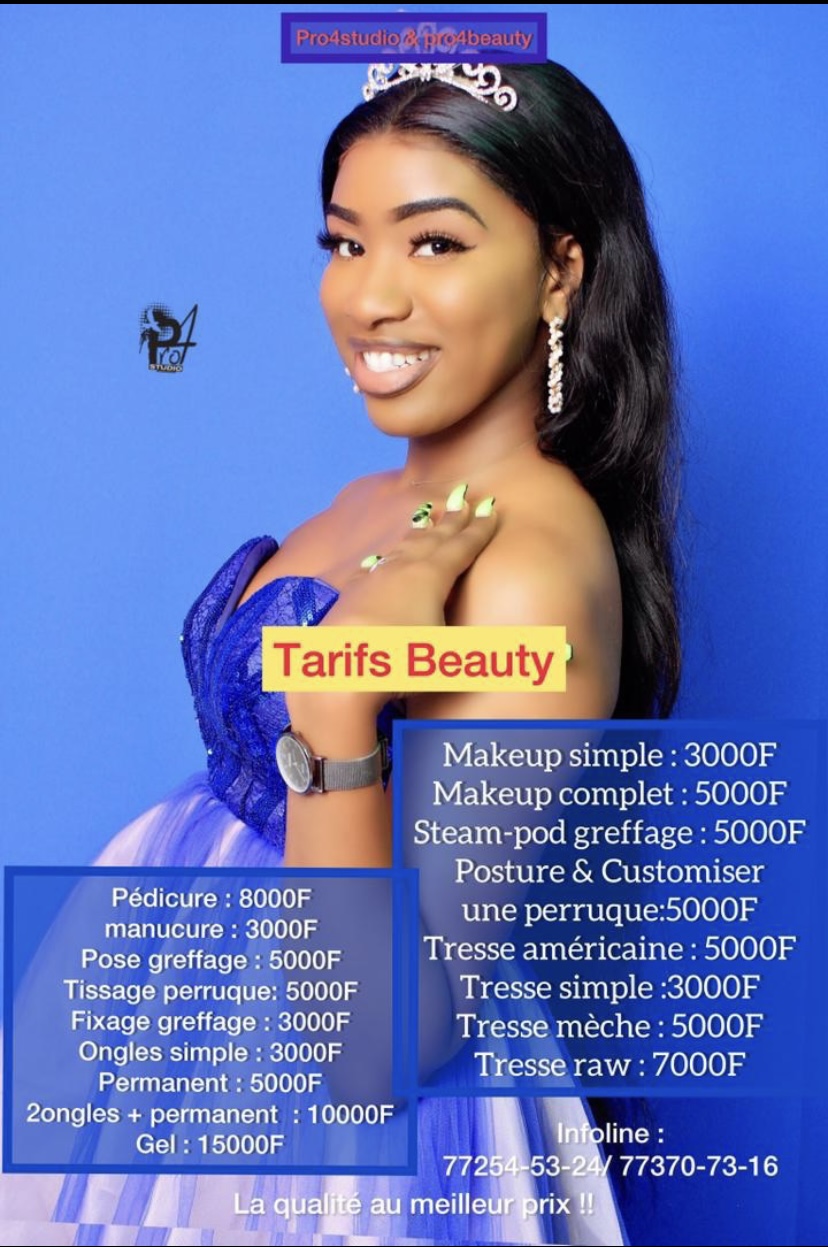 Pro4studio & pro4beauty
Pro4
STUDIO
Tarifs Beauty
Makeup simple : 3000F
Makeup complet : 5000F
Steam-pod greffage : 5000F
Posture & Customiser
une perruque:5000F
Tresse américaine : 5000F
Tresse simple :3000F
Tresse mèche : 5000F
Tresse raw : 7000F
Pédicure : 8000F
manucure : 3000F
Pose greffage : 5000F
Tissage perruque: 5000F
Fixage greffage : 3000F
Ongles simple : 3000F
Permanent : 5000F
2ongles + permanent : 10000F
Gel : 15000F
Infoline :
77254-53-24/ 77370-73-16
La qualité au meilleur prix !!